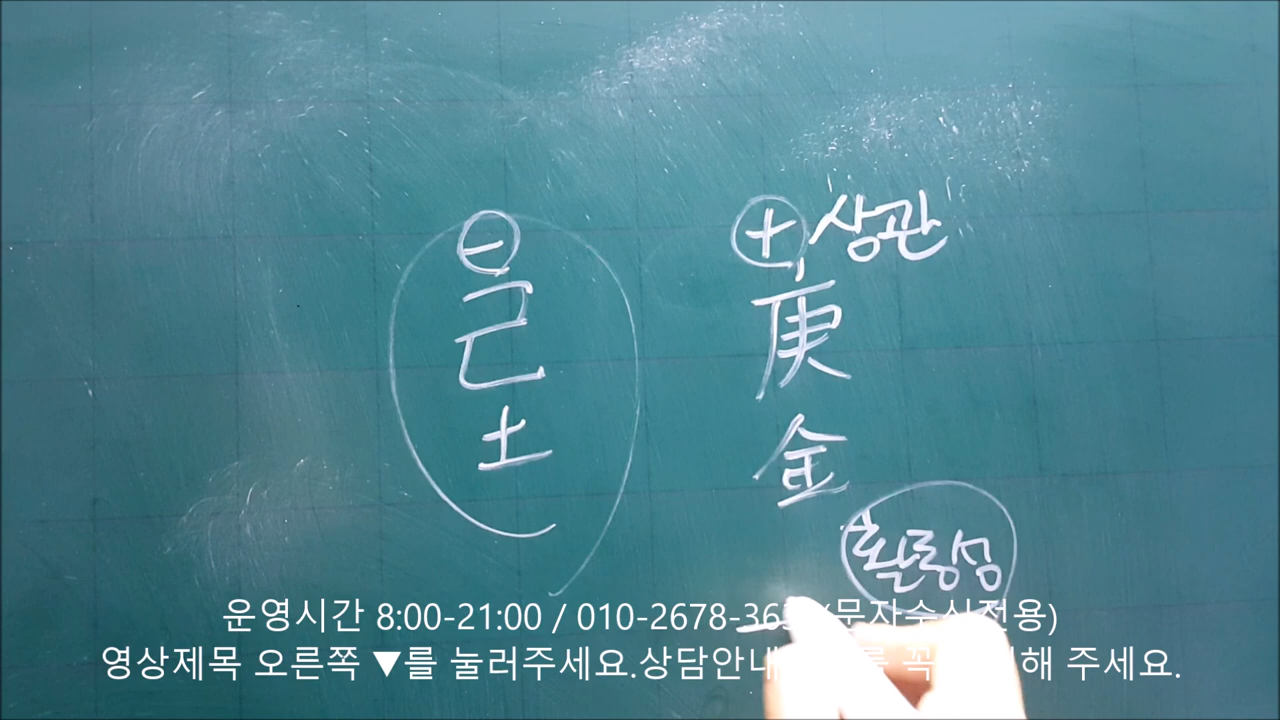 ⊖
己
土
⊕ 상관
庚
金
활동성
운영시간 8:00-21:00 / 010-2678-36
영상제목 오른쪽 ▼를 눌러주세요.상담안내 꼭 해 주세요.